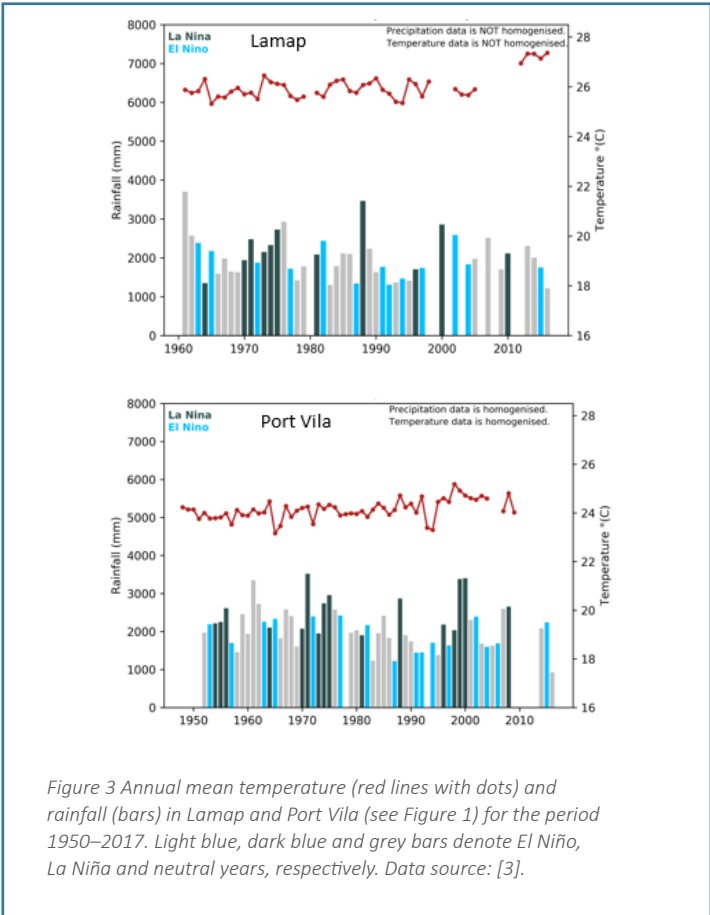 La Nina
El Nino
Lamap
Precipitation data is NOT homogenised.
Temperature data is NOT homogenised.
8000
7000
6000
5000
4000
3000
2000
1000
0
Rainfall (mm)
28
26
24
22
20
18
16
Temperature °(C)
1960 1970 1980 1990 2000 2010
La Nina
El Nino
Port Vila
Precipitation data is homogenised.
Temperature data is homogenised.
8000
7000
6000
5000
4000
3000
2000
1000
0
Rainfall (mm)
28
26
24
22
20
18
16
Temperature °(C)
1950 1960 1970 1980 1990 2000 2010
Figure 3 Annual mean temperature (red lines with dots) and
rainfall (bars) in Lamap and Port Vila (see Figure 1) for the period
1950–2017. Light blue, dark blue and grey bars denote El Niño,
La Niña and neutral years, respectively. Data source: [3].